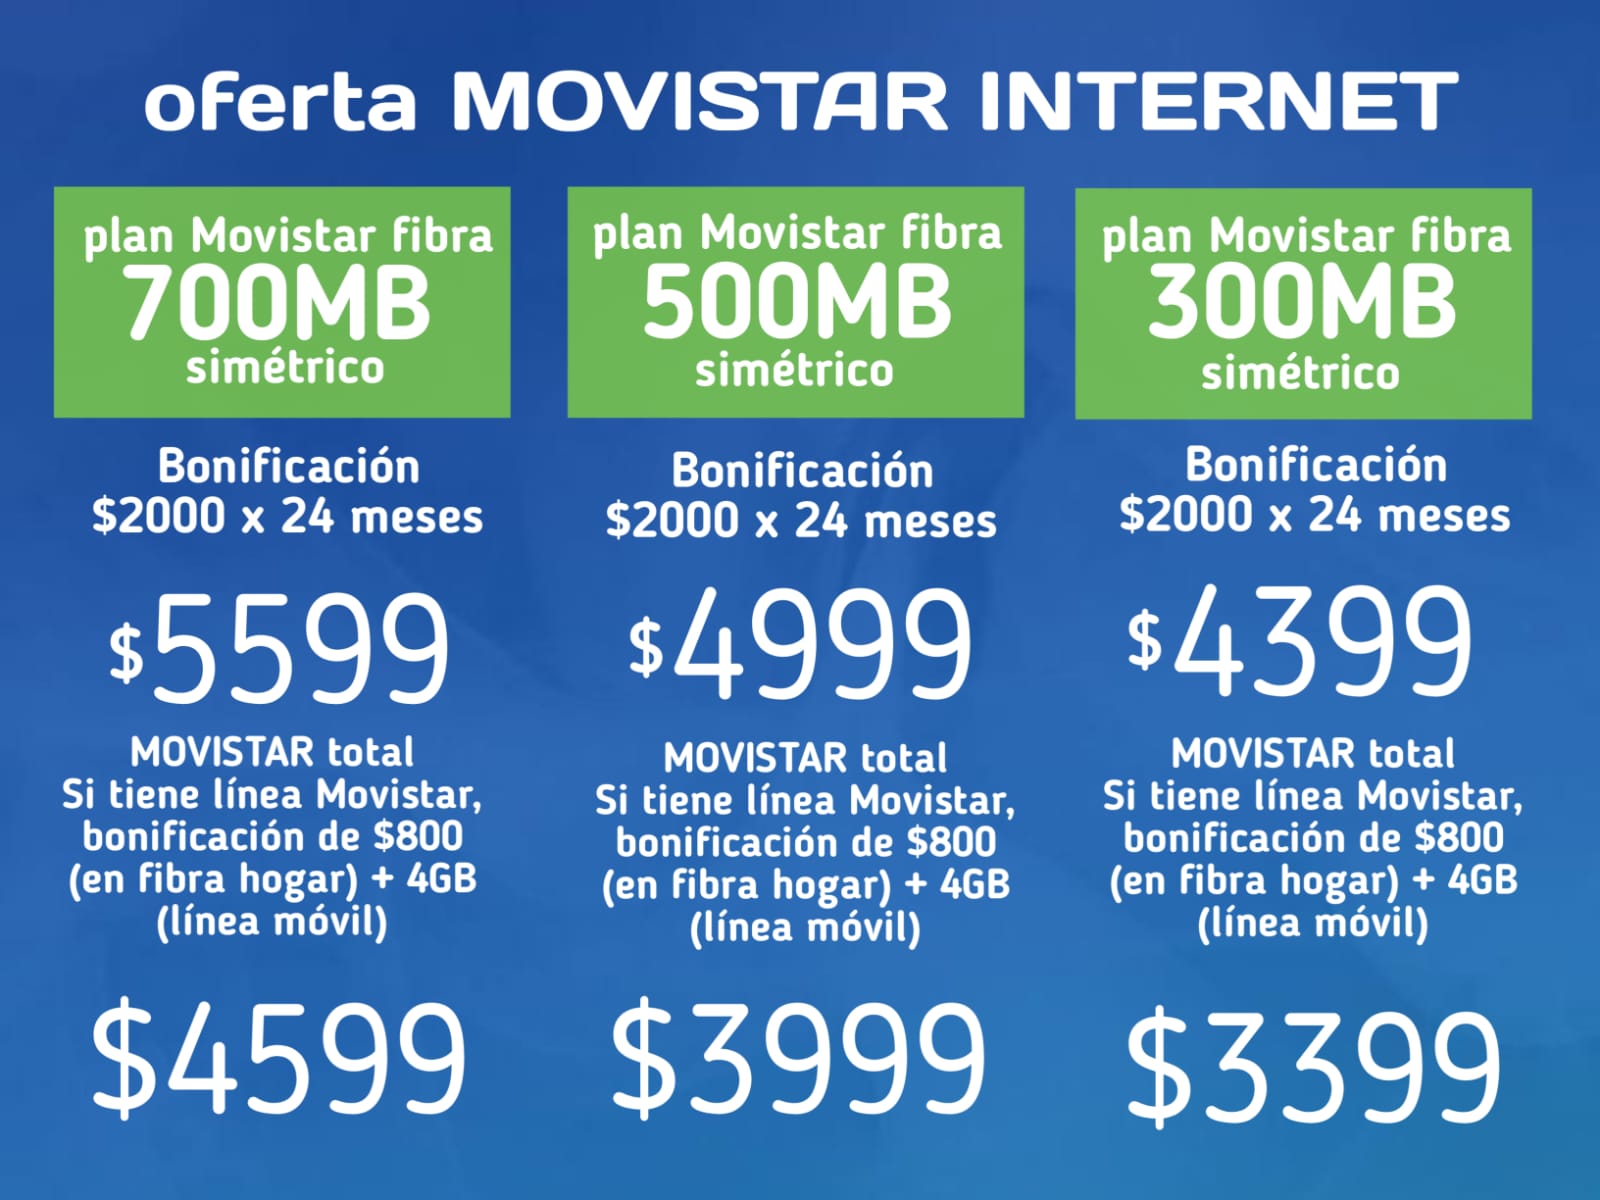 oferta MOVISTAR INTERNET
plan Movistar fibra
700MB
simétrico
Bonificación
$2000 x 24 meses
$5599
MOVISTAR total
Si tiene línea Movistar,
bonificación de $800
(en fibra hogar) + 4GB
(línea móvil)
$4599
plan Movistar fibra
500MB
simétrico
Bonificación
$2000 x 24 meses
$4999
MOVISTAR total
Si tiene línea Movistar,
bonificación de $800
(en fibra hogar) + 4GB
(línea móvil)
$3999
plan Movistar fibra
300MB
simétrico
Bonificación
$2000 x 24 meses
$4399
MOVISTAR total
Si tiene línea Movistar,
bonificación de $800
(en fibra hogar) + 4GB
(línea móvil)
$3399